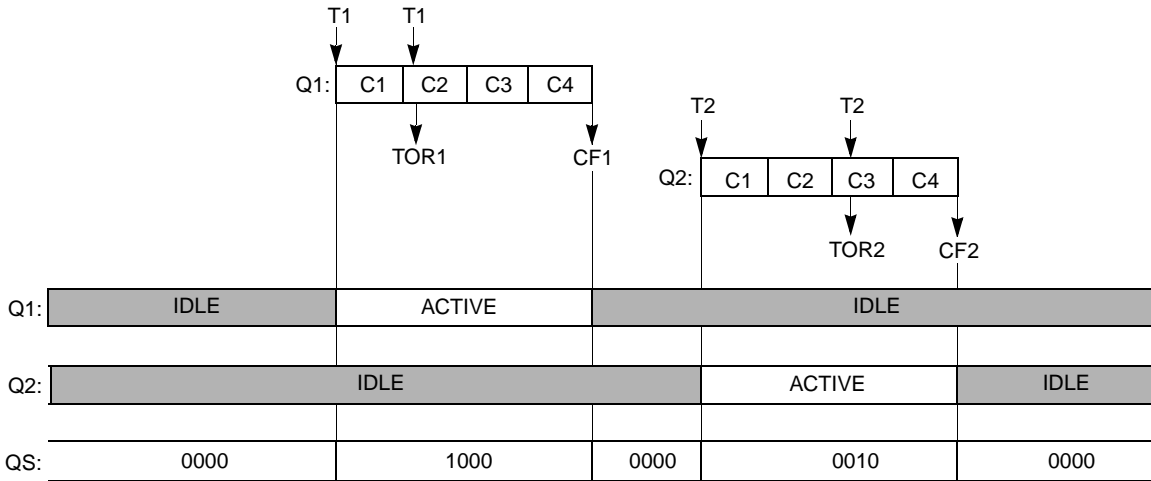 T1 T1
Q1: C1 C2 C3 C4
T2 T2
TOR1 CF1
Q2: C1 C2 C3 C4
TOR2 CF2
Q1: IDLE ACTIVE IDLE
Q2: IDLE ACTIVE IDLE
QS: 0000 1000 0000 0010 0000